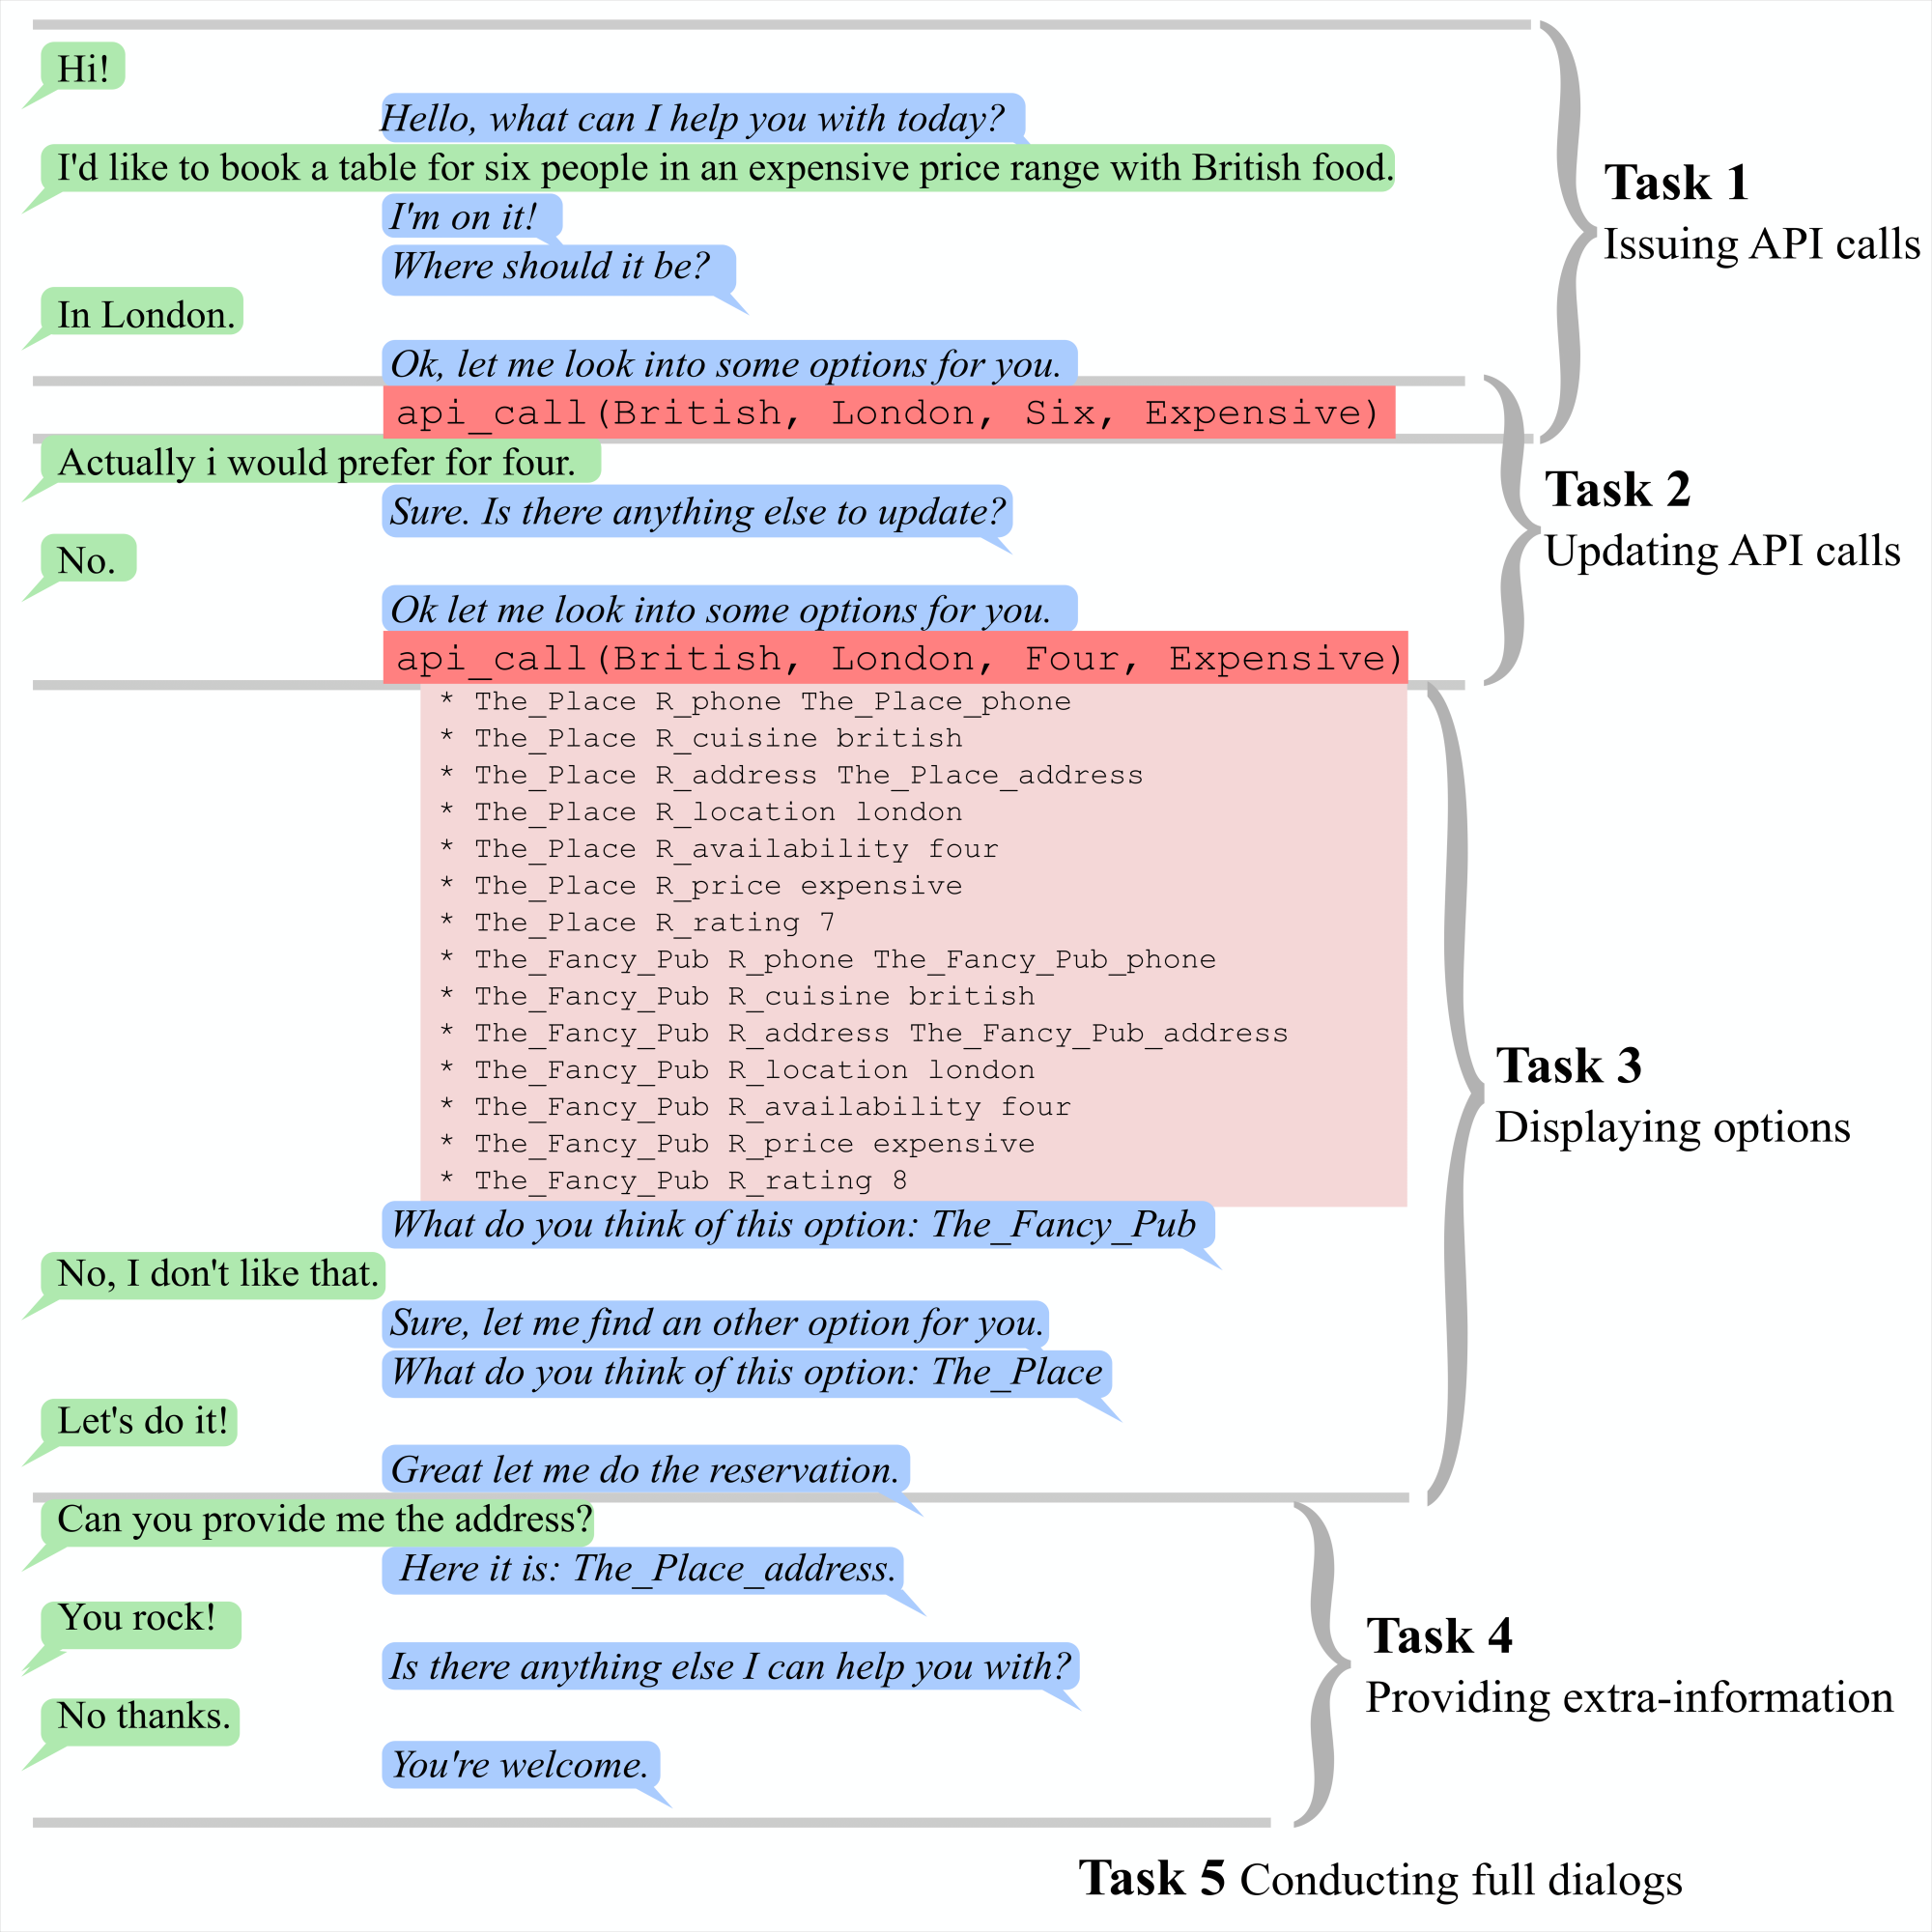 Hi!
Hello, what can I help you with today?
I'd like to book a table for six people in an expensive price range with British food.
I'm on it!
Where should it be?
In London.
Ok, let me look into some options for you.
api_call(British, London, Six, Expensive)
Task 1
Issuing API calls
Actually i would prefer for four.
Sure. Is there anything else to update?
No.
Ok let me look into some options for you.
api_call(British, London, Four, Expensive)
Task 2
Updating API calls
* The_Place R_phone The_Place_phone
* The_Place R_cuisine british
* The_Place R_address The_Place_address
* The_Place R_location london
* The_Place R_availability four
* The_Place R_price expensive
* The_Place R_rating 7
* The_Fancy_Pub R_phone The_Fancy_Pub_phone
* The_Fancy_Pub R_cuisine british
* The_Fancy_Pub R_address The_Fancy_Pub_address
* The_Fancy_Pub R_location london
* The_Fancy_Pub R_availability four
* The_Fancy_Pub R_price expensive
* The_Fancy_Pub R_rating 8
What do you think of this option: The_Fancy_Pub
No, I don't like that.
Sure, let me find an other option for you.
What do you think of this option: The_Place
Let's do it!
Great let me do the reservation.
Task 3
Displaying options
Can you provide me the address?
Here it is: The_Place_address.
You rock!
Is there anything else I can help you with?
No thanks.
You're welcome.
Task 4
Providing extra-information
Task 5 Conducting full dialogs